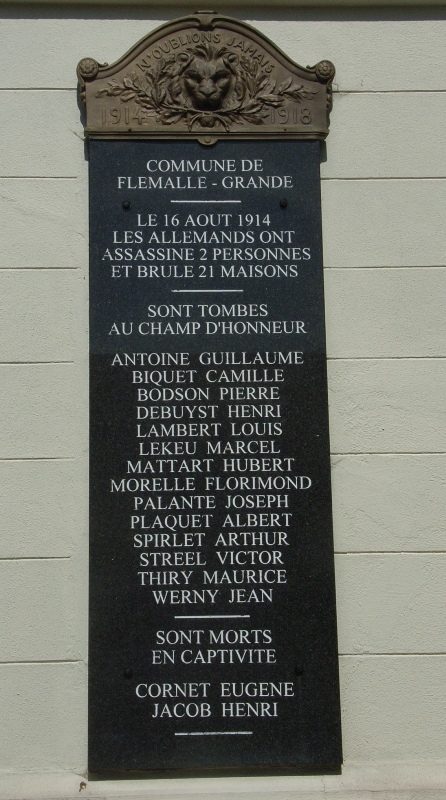 N'OUBLIONS JAMAIS
1914 1918
COMMUNE DE
FLEMALLE - GRANDE
LE 16 AOUT 1914
LES ALLEMANDS ONT
ASSASSINE 2 PERSONNES
ET BRULE 21 MAISONS
SONT TOMBES
AU CHAMP D'HONNEUR
ANTOINE GUILLAUME
BIQUET CAMILLE
BODSON PIERRE
DEBUYST HENRI
LAMBERT LOUIS
LEKEU MARCEL
MATTART HUBERT
MORELLE FLORIMOND
PALANTE JOSEPH
PLAQUET ALBERT
SPIRLET ARTHUR
STREEL VICTOR
THIRY MAURICE
WERNY JEAN
SONT MORTS
EN CAPTIVITE
CORNET EUGENE
JACOB HENRI